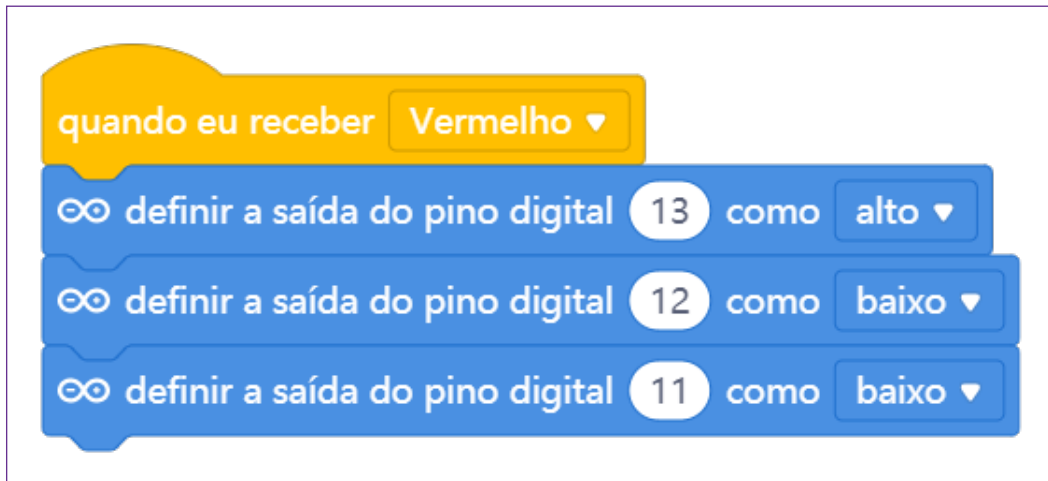 quando eu receber Vermelho
definir a saída do pino digital 13 como alto
definir a saída do pino digital 12 como baixo
definir a saída do pino digital 11 como baixo